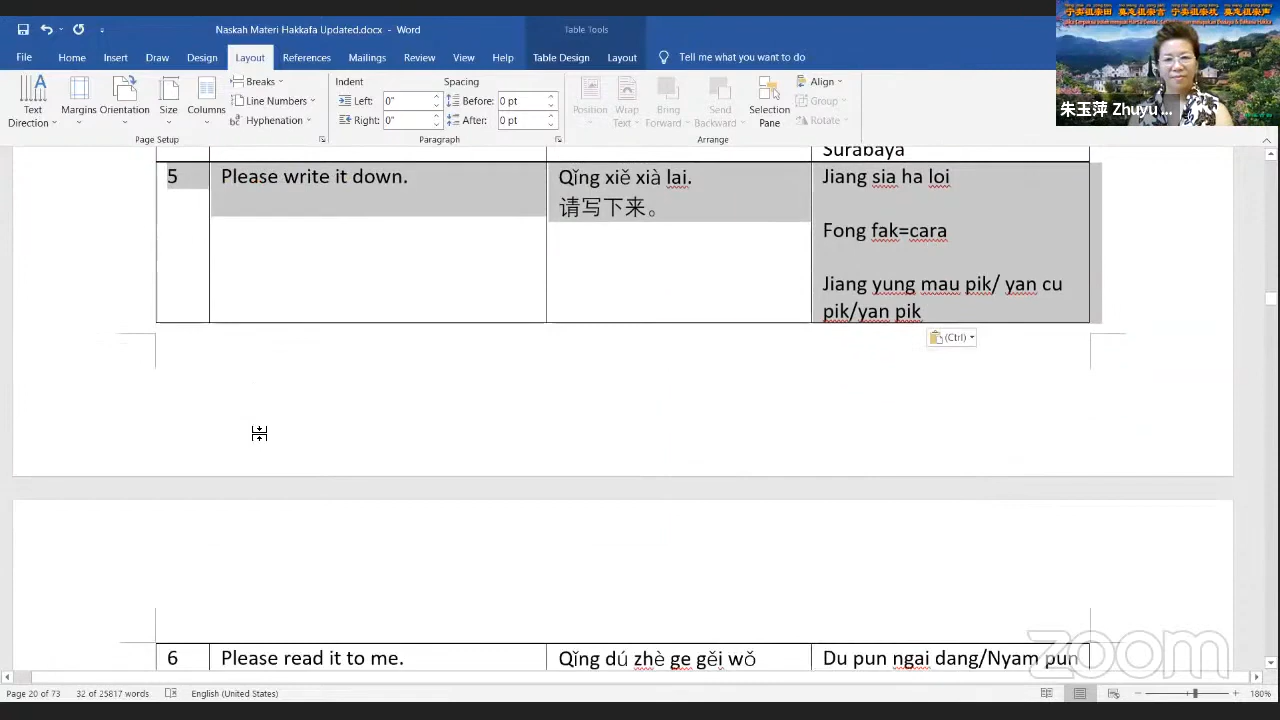 Naskah Materi Hakkafa Updated.docx - Word
Table Tools
File Home Insert Draw Design Layout References Mailings Review View Help Table Design Layout Tell me what you want to do
Text Direction
Margins
Orientation
Size
Columns
Breaks
Line Numbers
Hyphenation
Page Setup
Indent
Left: 0"
Right: 0"
Spacing
Before: 0 pt
After: 0 pt
Paragraph
Position
Wrap Text
Bring Forward
Send Backward
Selection Pane
Align
Group
Rotate
Arrange
朱玉萍 Zhuyu ...
Surabaya
5
Please write it down.
Qǐng xiě xià lai.
请写下来。
Jiang sia ha loi
Fong fak=cara
Jiang yung mau pik/ yan cu
pik/yan pik
(Ctrl)
6
Please read it to me.
Qǐng dú zhè ge gěi wǒ
Du pun ngai dang/Nyam pun
zoom
Page 20 of 73 32 of 25817 words English (United States) 180%